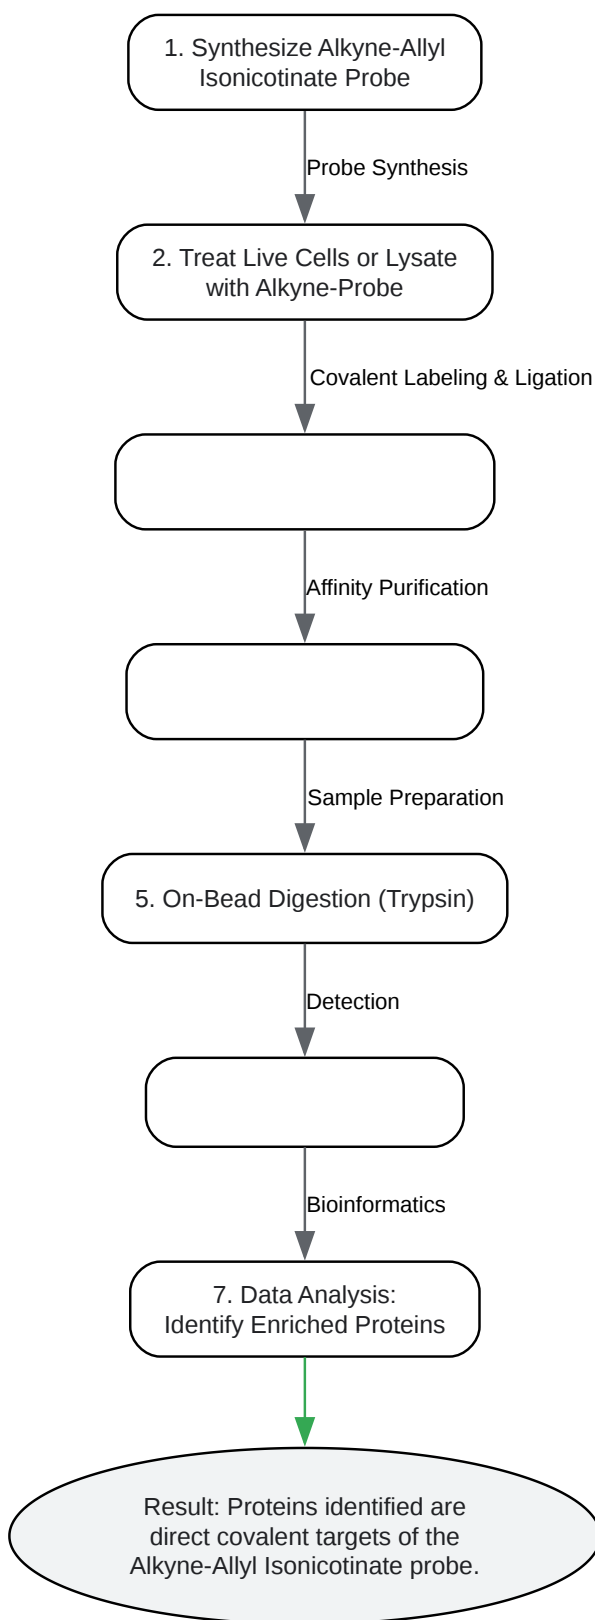 1. Synthesize Alkyne-Allyl
Isonicotinate Probe
Probe Synthesis
2. Treat Live Cells or Lysate
with Alkyne-Probe
Covalent Labeling & Ligation
Affinity Purification
Sample Preparation
5. On-Bead Digestion (Trypsin)
Detection
Bioinformatics
7. Data Analysis:
Identify Enriched Proteins
Result: Proteins identified are
direct covalent targets of the
Alkyne-Allyl Isonicotinate probe.